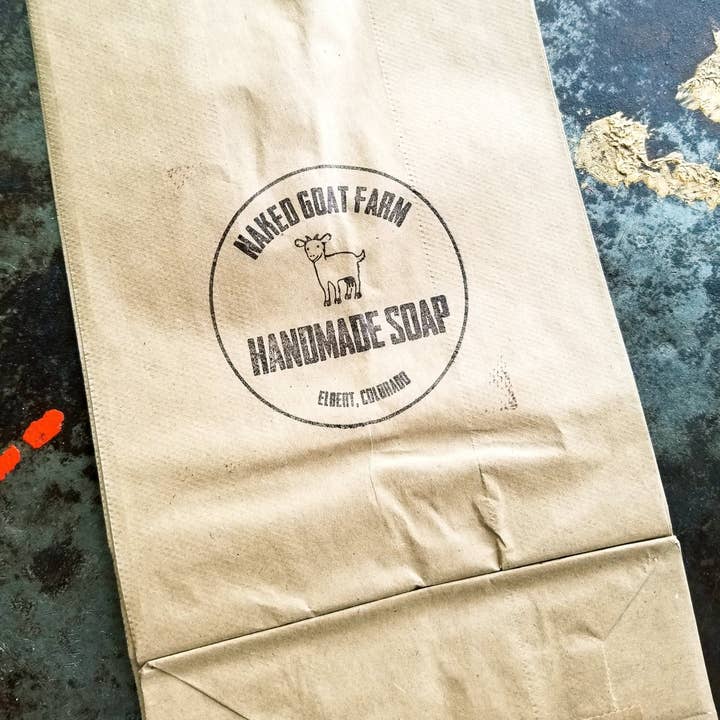 NAKED GOAT FARM
HANDMADE SOAP
ELBERT, COLORADO